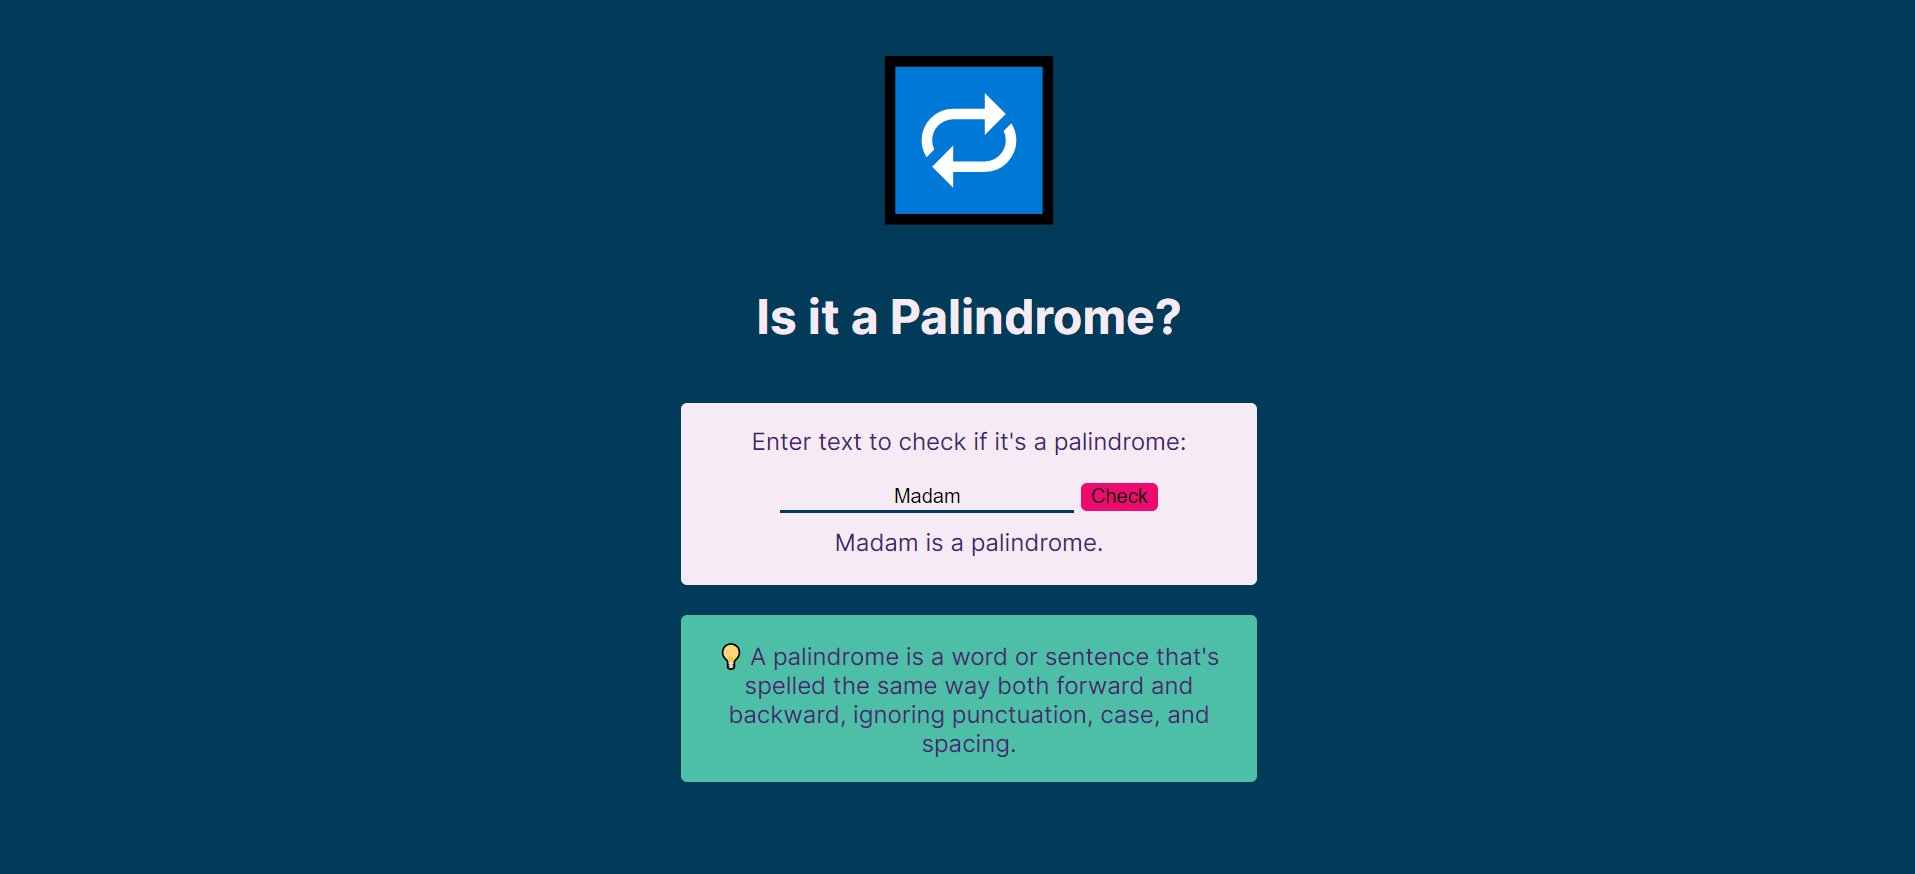 Is it a Palindrome?
Enter text to check if it's a palindrome:
Madam Check
Madam is a palindrome.
💡 A palindrome is a word or sentence that's
spelled the same way both forward and
backward, ignoring punctuation, case, and
spacing.